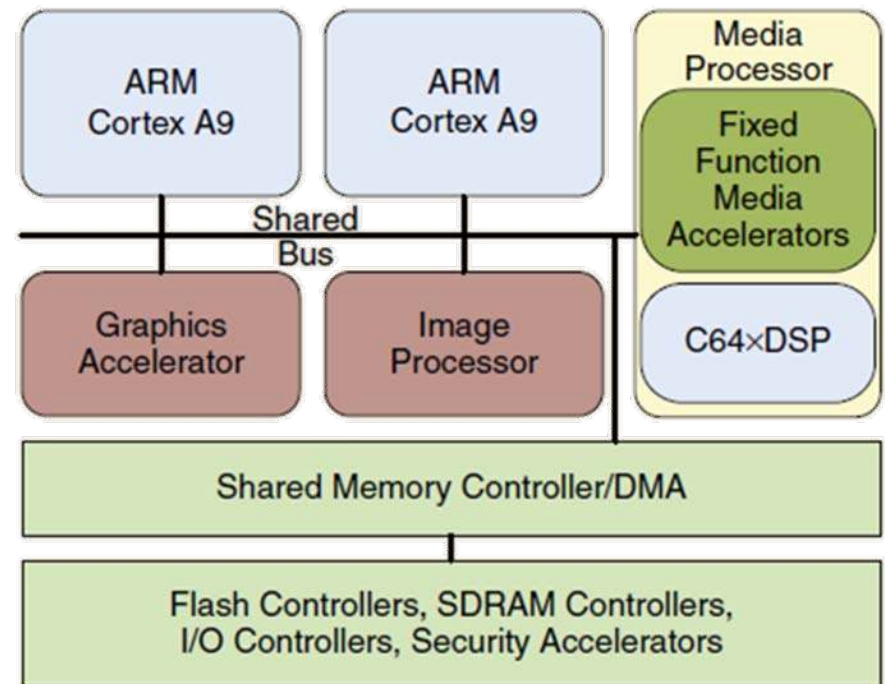 ARM
Cortex A9
ARM
Cortex A9
Media
Processor
Fixed
Function
Media
Accelerators
Shared
Bus
Graphics
Accelerator
Image
Processor
C64×DSP
Shared Memory Controller/DMA
Flash Controllers, SDRAM Controllers,
I/O Controllers, Security Accelerators